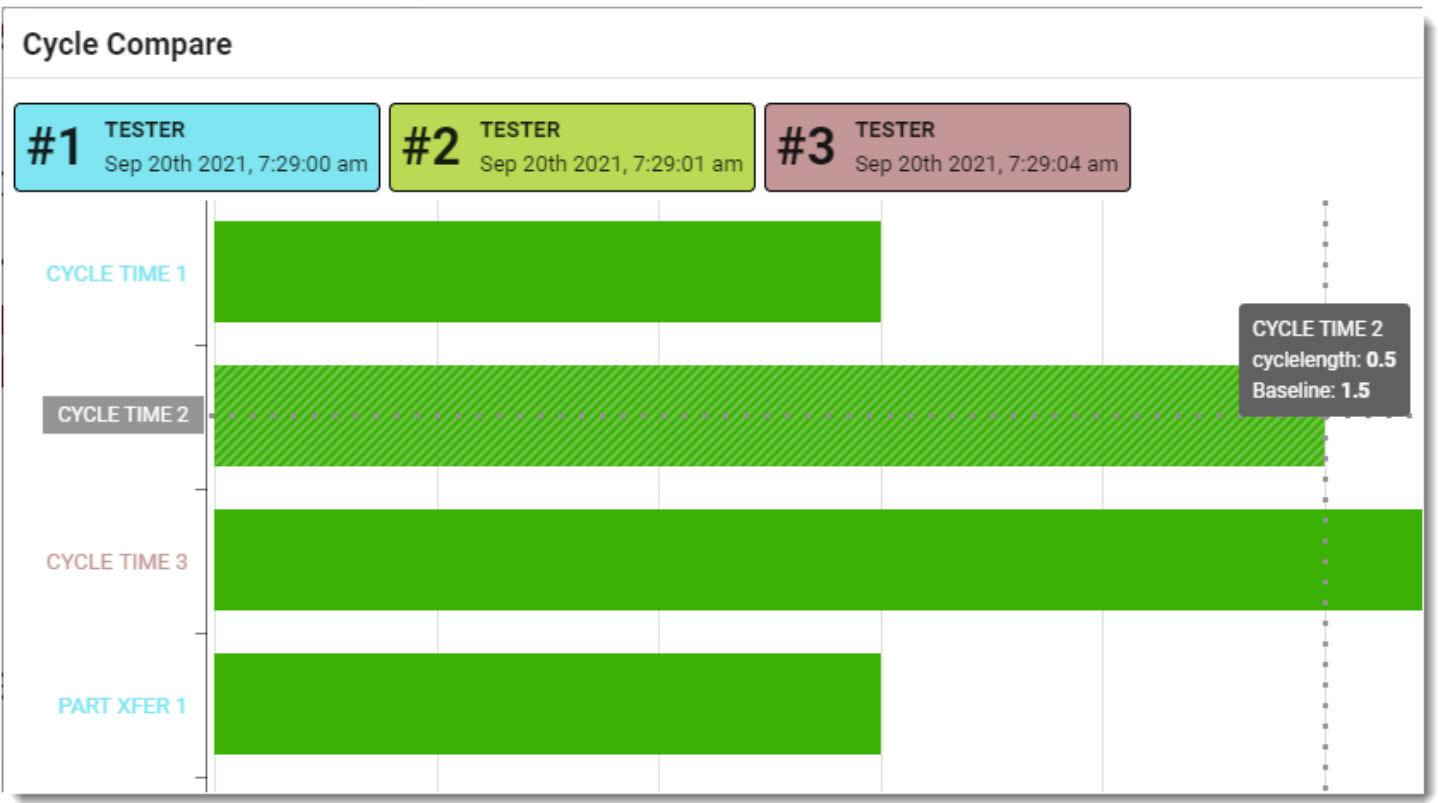 Cycle Compare
#1 TESTER
Sep 20th 2021, 7:29:00 am
#2 TESTER
Sep 20th 2021, 7:29:01 am
#3 TESTER
Sep 20th 2021, 7:29:04 am
CYCLE TIME 1
CYCLE TIME 2
cyclelength: 0.5
Baseline: 1.5
CYCLE TIME 2
CYCLE TIME 3
PART XFER 1